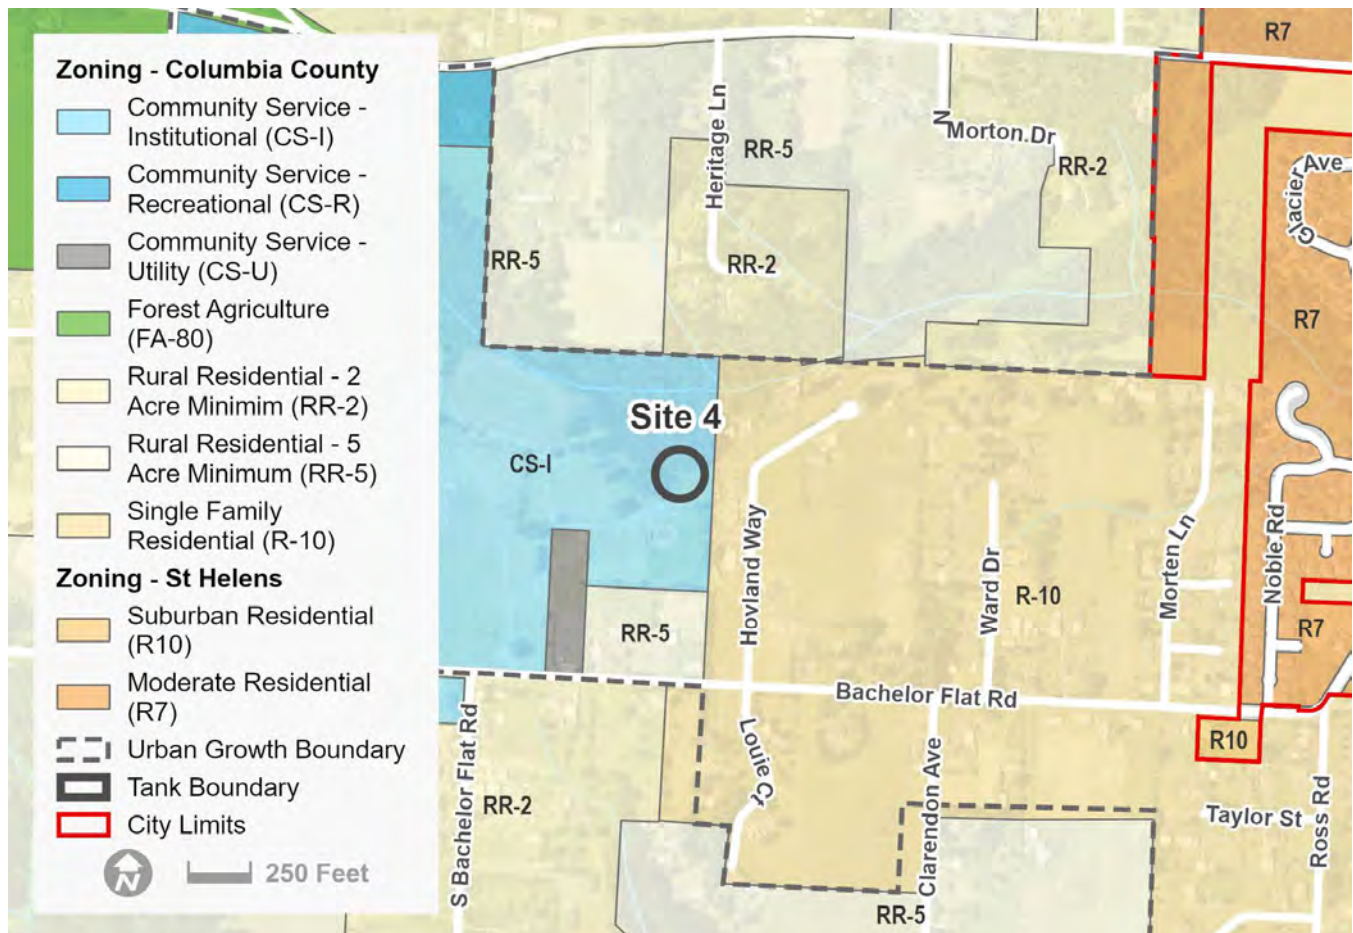 Zoning - Columbia County
Community Service -
Institutional (CS-I)
Community Service -
Recreational (CS-R)
Community Service -
Utility (CS-U)
Forest Agriculture
(FA-80)
Rural Residential - 2
Acre Minimim (RR-2)
Rural Residential - 5
Acre Minimum (RR-5)
Single Family
Residential (R-10)
Zoning - St Helens
Suburban Residential
(R10)
Moderate Residential
(R7)
Urban Growth Boundary
Tank Boundary
City Limits
N
250 Feet
R7
Heritage Ln
N
Morton Dr
RR-5
RR-2
Glacier Ave
RR-5
RR-2
R7
Site 4
CS-I
Hovland Way
Ward Dr
R-10
Morten Ln
Noble Rd
RR-5
R7
Bachelor Flat Rd
S Bachelor Flat Rd
Louie Ct
Clarendon Ave
R10
RR-2
Taylor St
Ross Rd
RR-5